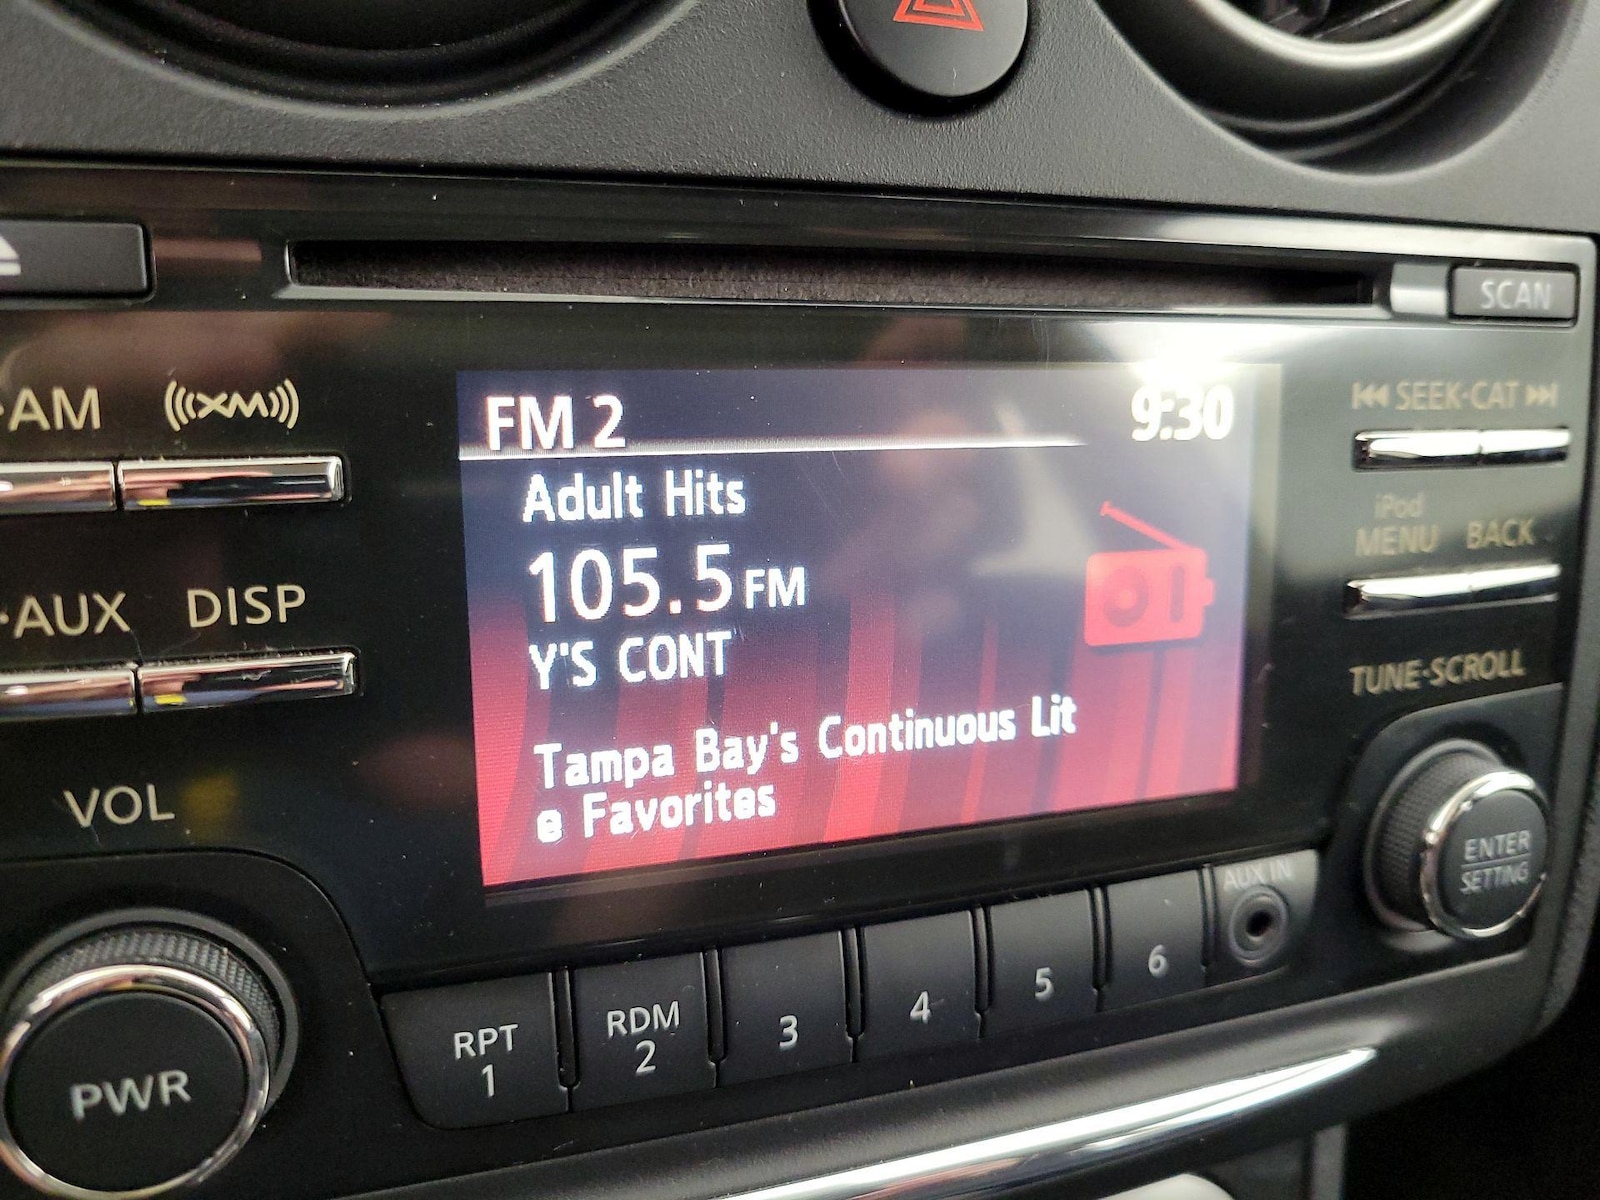 SCAN
AM
XM
SEEK·CAT
FM 2
9:30
Adult Hits
105.5 FM
Y'S CONT
Tampa Bay's Continuous Lit
e Favorites
iPod
MENU
BACK
·AUX
DISP
TUNE·SCROLL
VOL
ENTER
SETTING
AUX IN
PWR
RPT
1
RDM
2
3
4
5
6